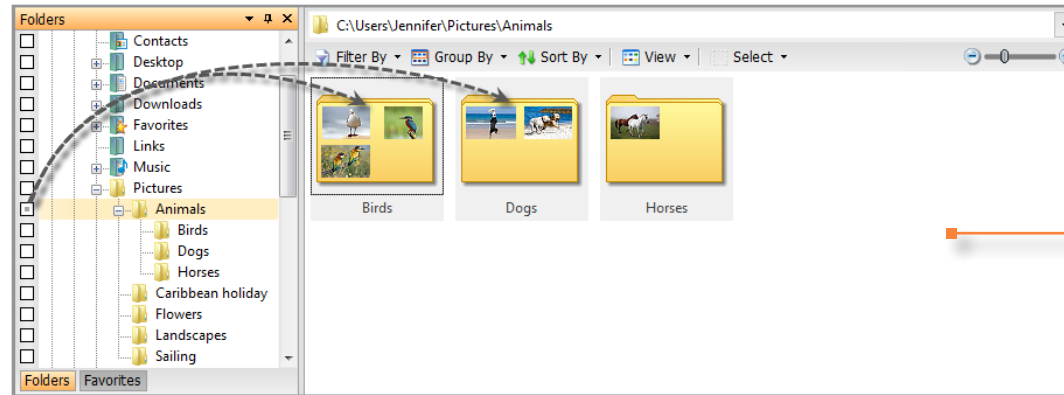 Folders
Contacts
Desktop
Documents
Downloads
Favorites
Links
Music
Pictures
Animals
Birds
Dogs
Horses
Caribbean holiday
Flowers
Landscapes
Sailing
Folders Favorites
C:\Users\Jennifer\Pictures\Animals
Filter By Group By Sort By View Select
Birds Dogs Horses